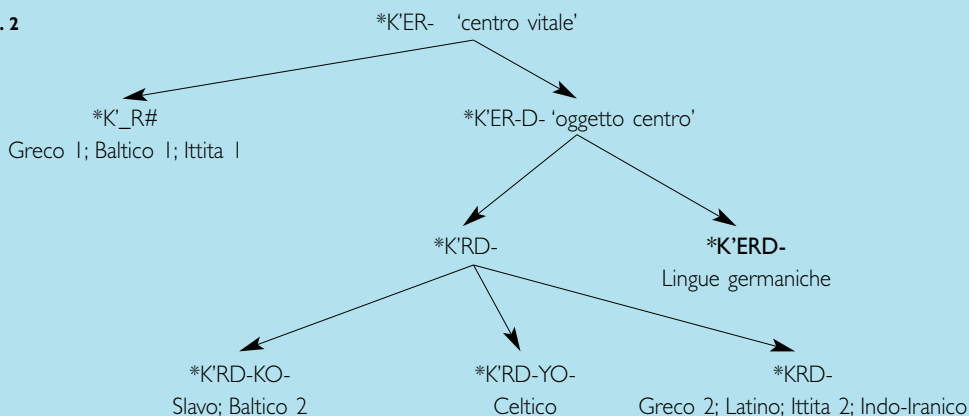 . 2
*K'ER- 'centro vitale'
*K'_R#
*K'ER-D- 'oggetto centro'
Greco 1; Baltico 1; Ittita 1
*K'RD-
*K'ERD-
Lingue germaniche
*K'RD-KO-
*K'RD-YO-
*KRD-
Slavo; Baltico 2
Celtico
Greco 2; Latino; Ittita 2; Indo-Iranico